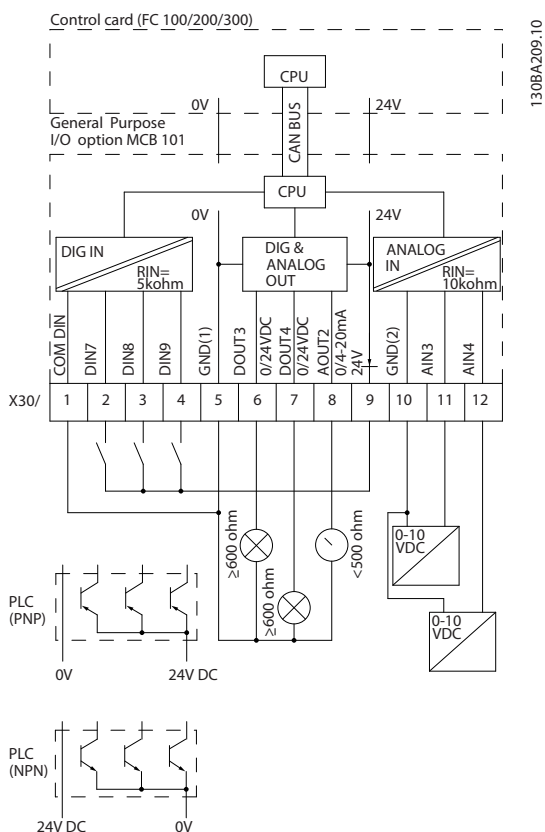 Control card (FC 100/200/300)
130BA209.10
CPU
0V
24V
General Purpose
I/O option MCB 101
CAN BUS
CPU
0V
24V
DIG IN
RIN=
5kohm
DIG &
ANALOG
OUT
ANALOG
IN
RIN=
10kohm
COM DIN
DIN7
DIN8
DIN9
GND(1)
DOUT3
0/24VDC
DOUT4
0/24VDC
AOUT2
0/4-20mA
24V
GND(2)
AIN3
AIN4
X30/ 1 2 3 4 5 6 7 8 9 10 11 12
≥600 ohm
≥600 ohm
<500 ohm
0-10
VDC
0-10
VDC
PLC
(PNP)
0V
24V DC
PLC
(NPN)
24V DC
0V